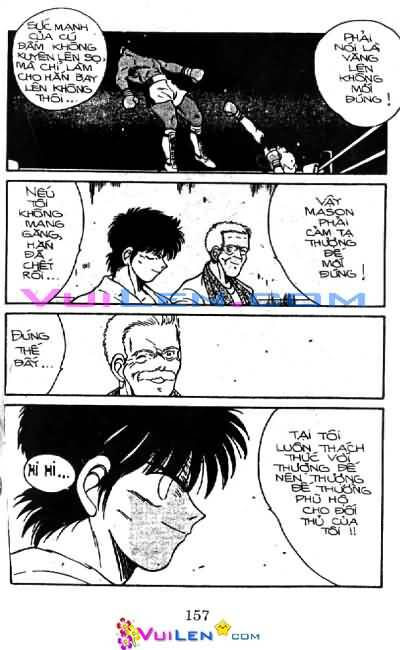 SỨC MẠNH
CỦA CÚ
ĐẤM KHÔNG
XUYÊN LÊN SỌ,
MÀ CHỈ LÀM
CHO HẮN BAY
LÊN KHÔNG
THÔI...
PHẢI
NÓI LÀ
VĂNG
LÊN
KHÔNG
MỚI
ĐÚNG!
NẾU
TÔI
KHÔNG
MANG
GĂNG,
HẮN
ĐÃ
CHẾT
RỒI...
VẬY
MASON
PHẢI
CẢM TẠ
THƯỢNG
ĐẾ
MỚI
ĐÚNG!
VUILEN.COM
ĐÚNG
THẾ
ĐẤY...
HI HI...
TẠI TÔI
LUÔN THÁCH
THỨC VỚI
THƯỢNG ĐẾ
NÊN THƯỢNG
ĐẾ THƯỜNG
PHÙ HỘ
CHO ĐỐI
THỦ CỦA
TÔI!!
157
VUILEN.COM